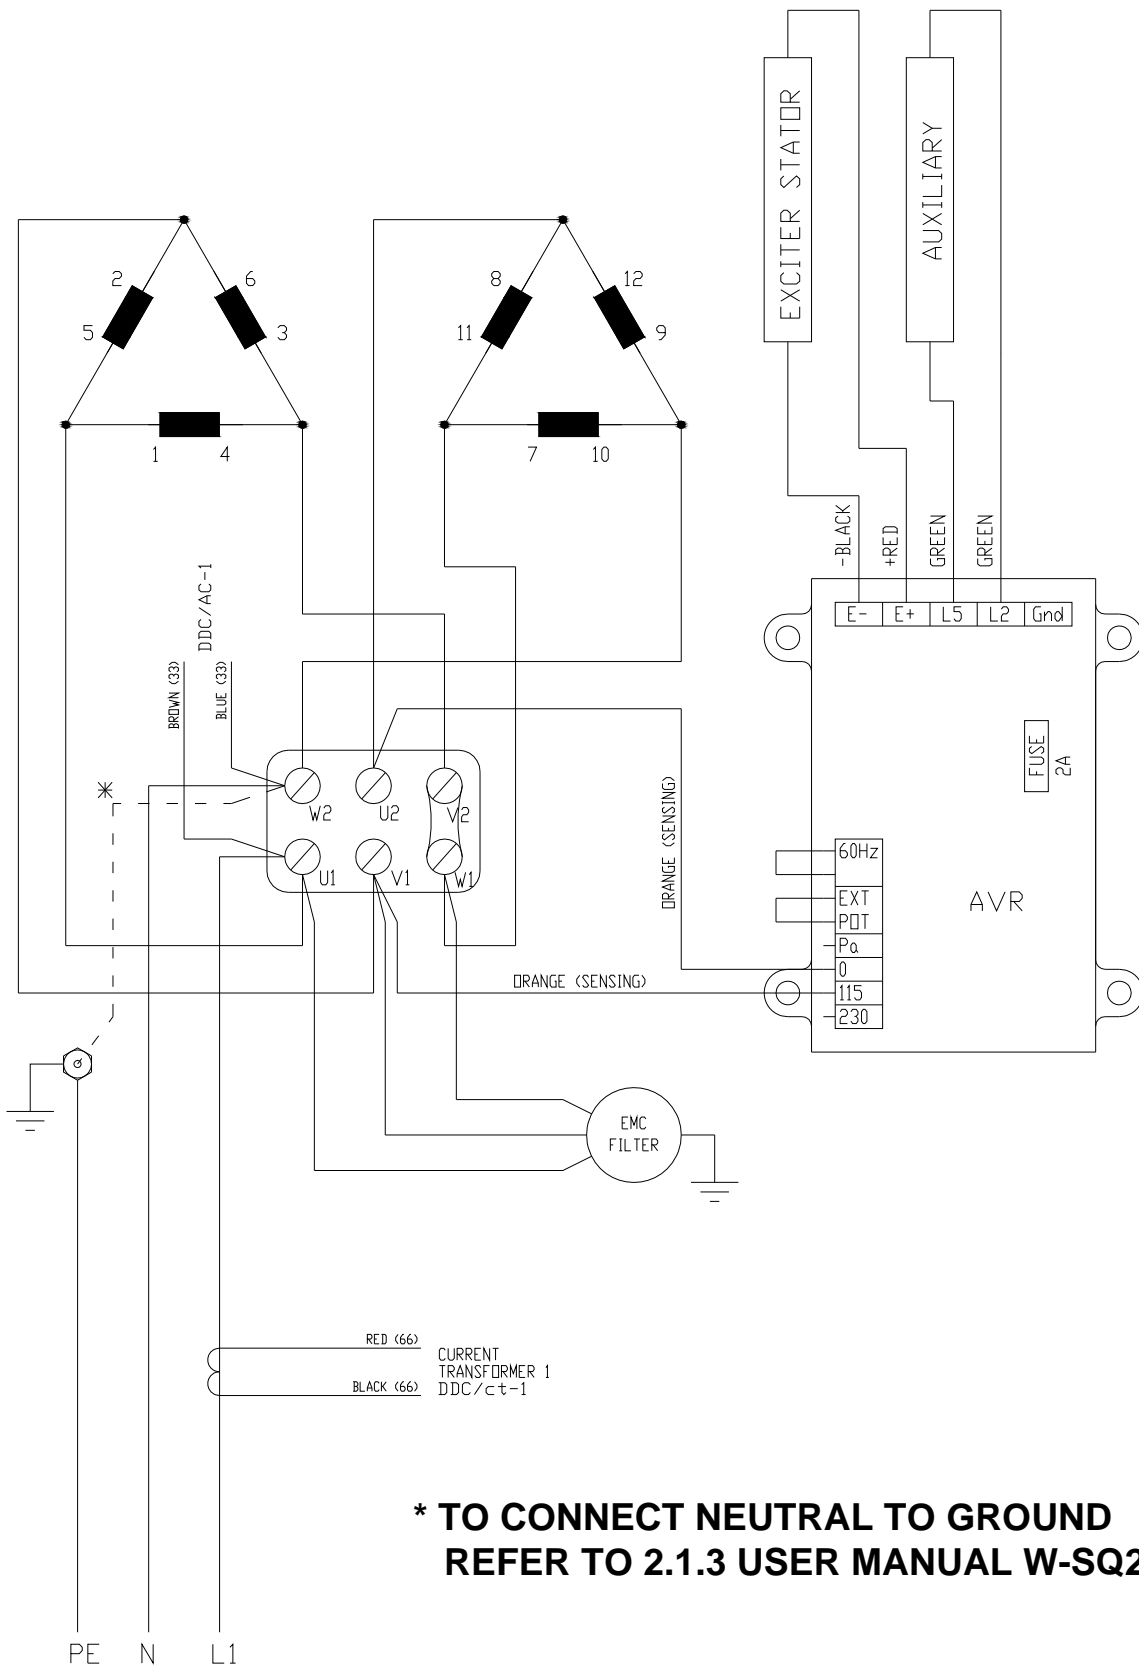 EXCITER STATOR
AUXILIARY
2
6
5
3
1
4
8
12
11
9
7
10
-BLACK
+RED
GREEN
GREEN
E-
E+
L5
L2
Gnd
DDC/AC-1
BROWN (33)
BLUE (33)
*
W2
U2
V2
U1
V1
W1
ORANGE (SENSING)
FUSE
2A
60Hz
EXT
POT
Pa
0
115
230
AVR
ORANGE (SENSING)
EMC
FILTER
RED (66)
CURRENT
TRANSFORMER 1
BLACK (66)
DDC/ct-1
* TO CONNECT NEUTRAL TO GROUND
REFER TO 2.1.3 USER MANUAL W-SQ2
PE
N
L1